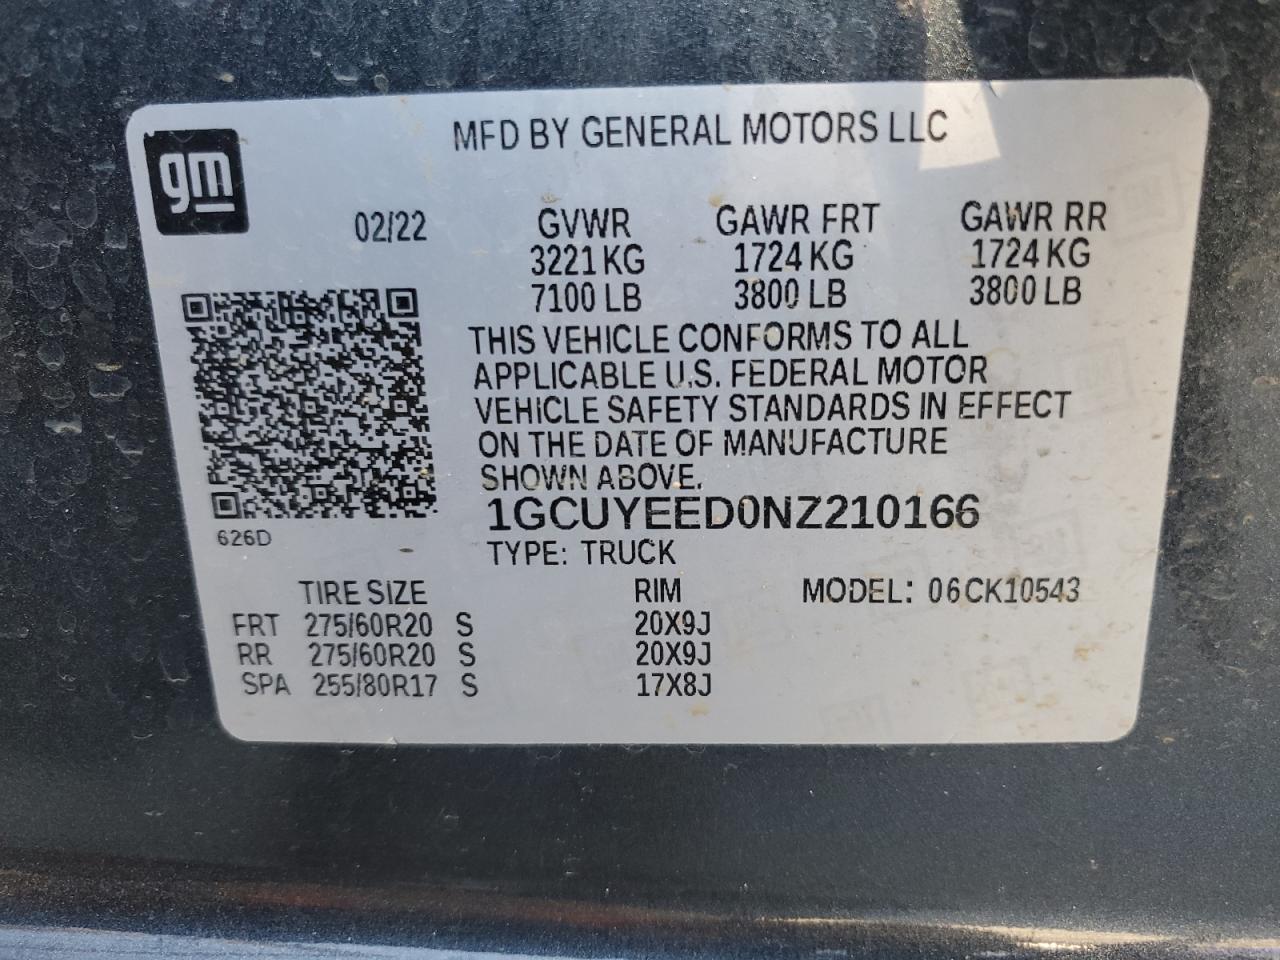 MFD BY GENERAL MOTORS LLC
gm
02/22 GVWR GAWR FRT GAWR RR
3221 KG 1724 KG 1724 KG
7100 LB 3800 LB 3800 LB
THIS VEHICLE CONFORMS TO ALL
APPLICABLE U.S. FEDERAL MOTOR
VEHICLE SAFETY STANDARDS IN EFFECT
ON THE DATE OF MANUFACTURE
SHOWN ABOVE.
1GCUYEED0NZ210166
626D
TYPE: TRUCK
TIRE SIZE RIM MODEL: 06CK10543
FRT 275/60R20 S 20X9J
RR 275/60R20 S 20X9J
SPA 255/80R17 S 17X8J